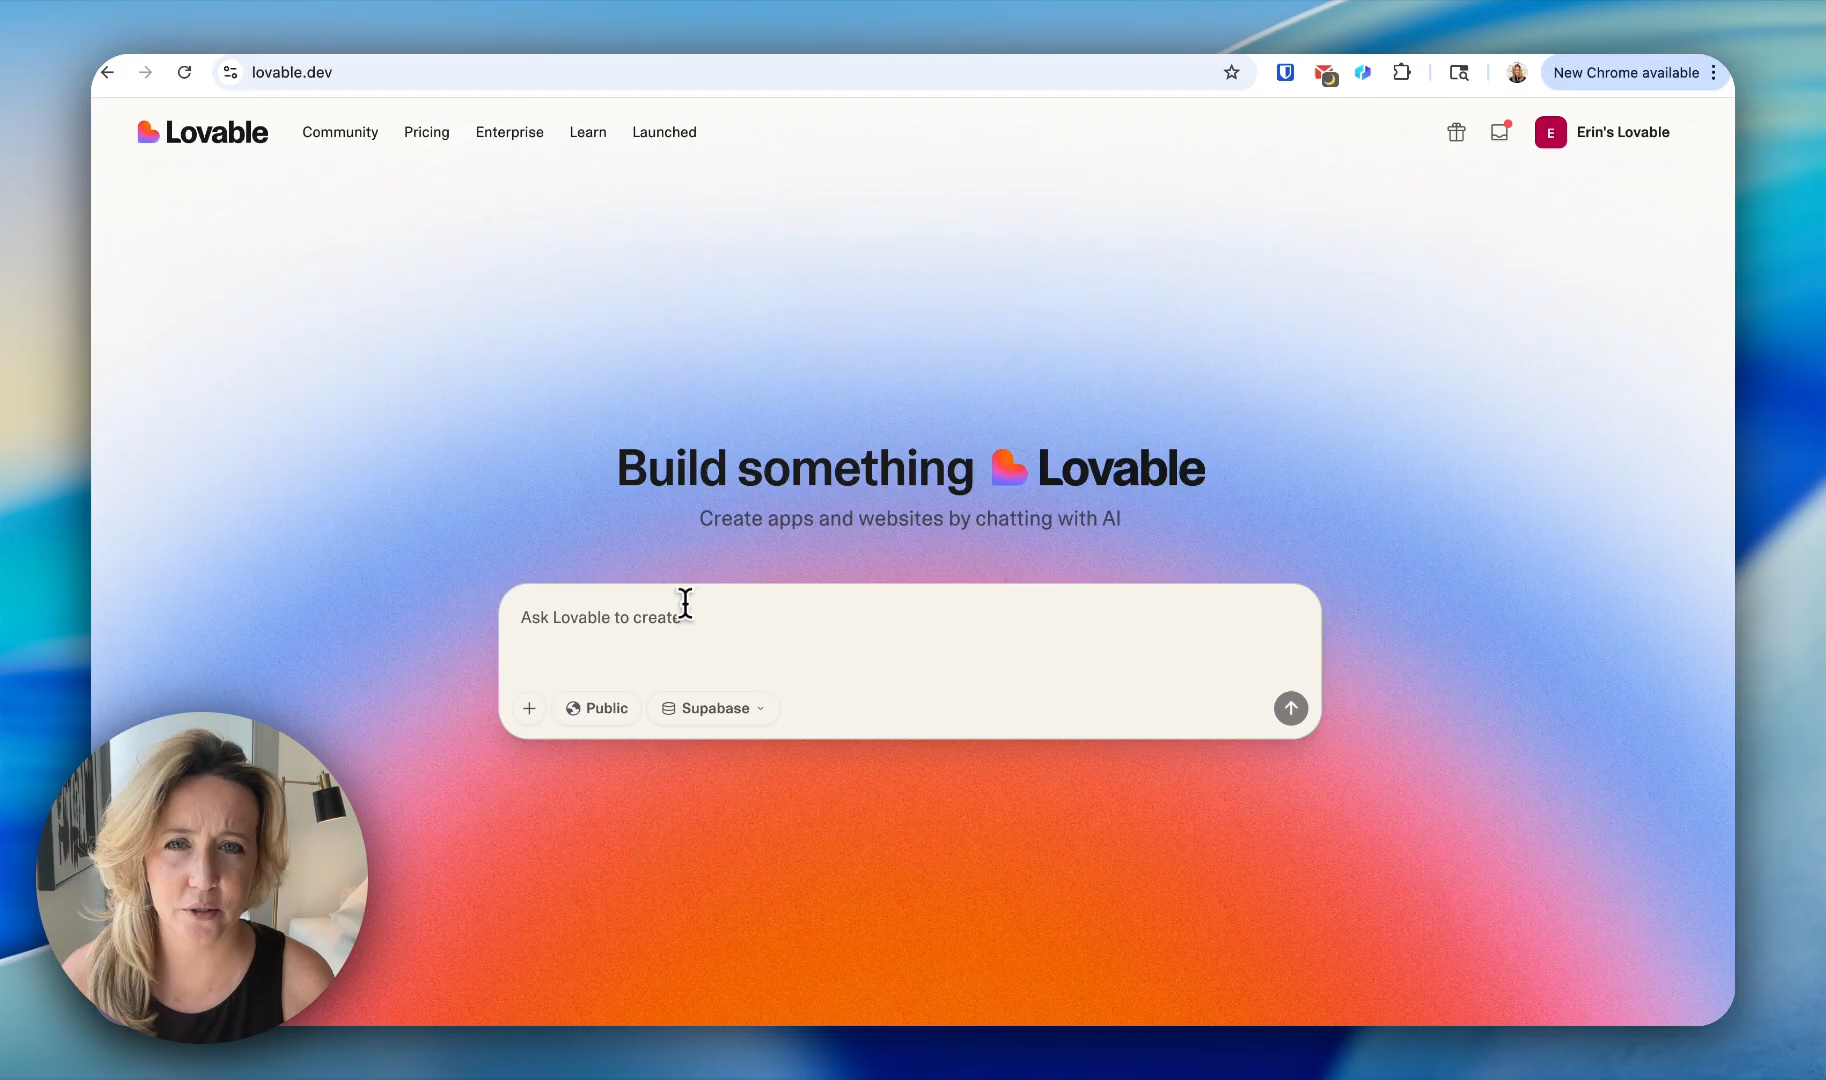 lovable.dev
New Chrome available
Lovable
Community
Pricing
Enterprise
Learn
Launched
E
Erin's Lovable
Build something Lovable
Create apps and websites by chatting with AI
Ask Lovable to create
Public
Supabase